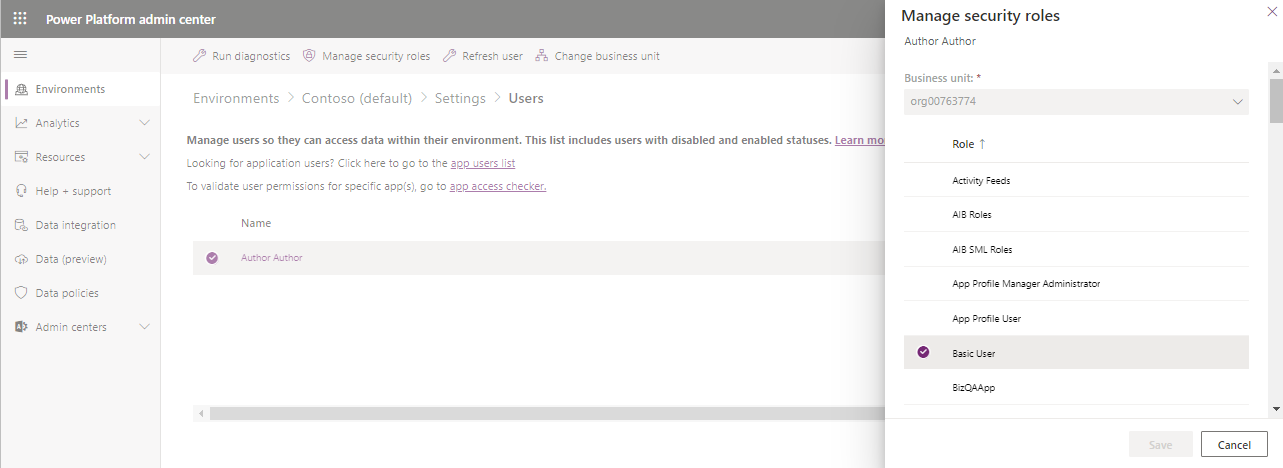 Power Platform admin center
Environments
Analytics
Resources
Help + support
Data integration
Data (preview)
Data policies
Admin centers
Run diagnostics Manage security roles Refresh user Change business unit
Environments > Contoso (default) > Settings > Users
Manage users so they can access data within their environment. This list includes users with disabled and enabled statuses. Learn mo
Looking for application users? Click here to go to the app users list
To validate user permissions for specific app(s), go to app access checker.
Name
Author Author
Manage security roles
Author Author
Business unit: *
org00763774
Role ↑
Activity Feeds
AIB Roles
AIB SML Roles
App Profile Manager Administrator
App Profile User
Basic User
BizQAApp
Save Cancel